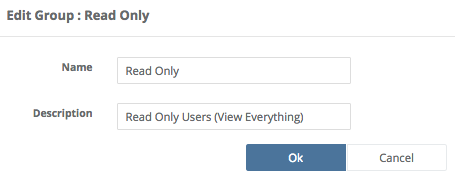 Edit Group : Read Only
Name
Read Only
Description
Read Only Users (View Everything)
Ok
Cancel